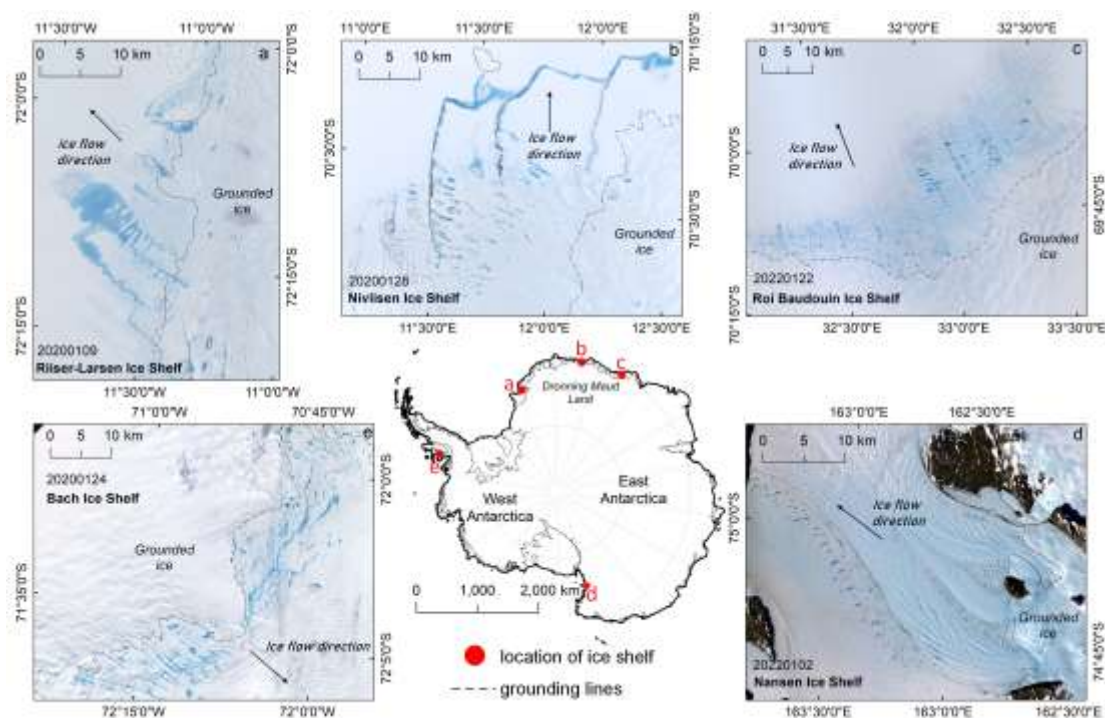 11°30'0"W 11°0'0"W
0 5 10 km
a
72°0'0"S
72°0'0"S
Ice flow
direction
Grounded
ice
72°15'0"S
72°15'0"S
20200109
Riiser-Larsen Ice Shelf
11°30'0"W 11°0'0"W
11°0'0"E 11°30'0"E 12°0'0"E
0 5 10 km
b
70°15'0"S
70°30'0"S
Ice flow
direction
70°30'0"S
Grounded
ice
20200128
Nivlisen Ice Shelf
11°30'0"E 12°0'0"E 12°30'0"E
31°30'0"E 32°0'0"E 32°30'0"E
0 5 10 km
c
70°0'0"S
Ice flow
direction
69°45'0"S
Grounded
ice
20220122
Roi Baudouin Ice Shelf
70°15'0"S
32°30'0"E 33°0'0"E 33°30'0"E
71°0'0"W 70°45'0"W
0 5 10 km
e
20200124
Bach Ice Shelf
72°0'0"S
Grounded
ice
71°35'0"S
Ice flow direction
72°5'0"S
72°15'0"W 72°0'0"W
a
b
c
Dronning Maud
Land
e
West
Antarctica
East
Antarctica
d
0 1,000 2,000 km
location of ice shelf
grounding lines
163°0'0"E 162°30'0"E
0 5 10 km
d
75°0'0"S
Ice flow
direction
Grounded
ice
20220102
Nansen Ice Shelf
74°45'0"S
163°30'0"E 163°0'0"E 162°30'0"E